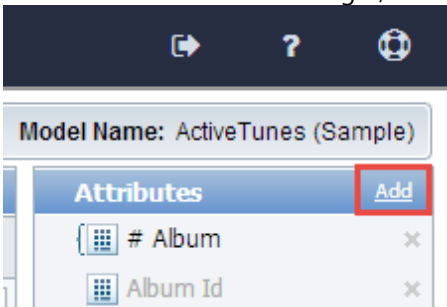 ?
Model Name: ActiveTunes (Sample)
Attributes Add
# Album
Album Id